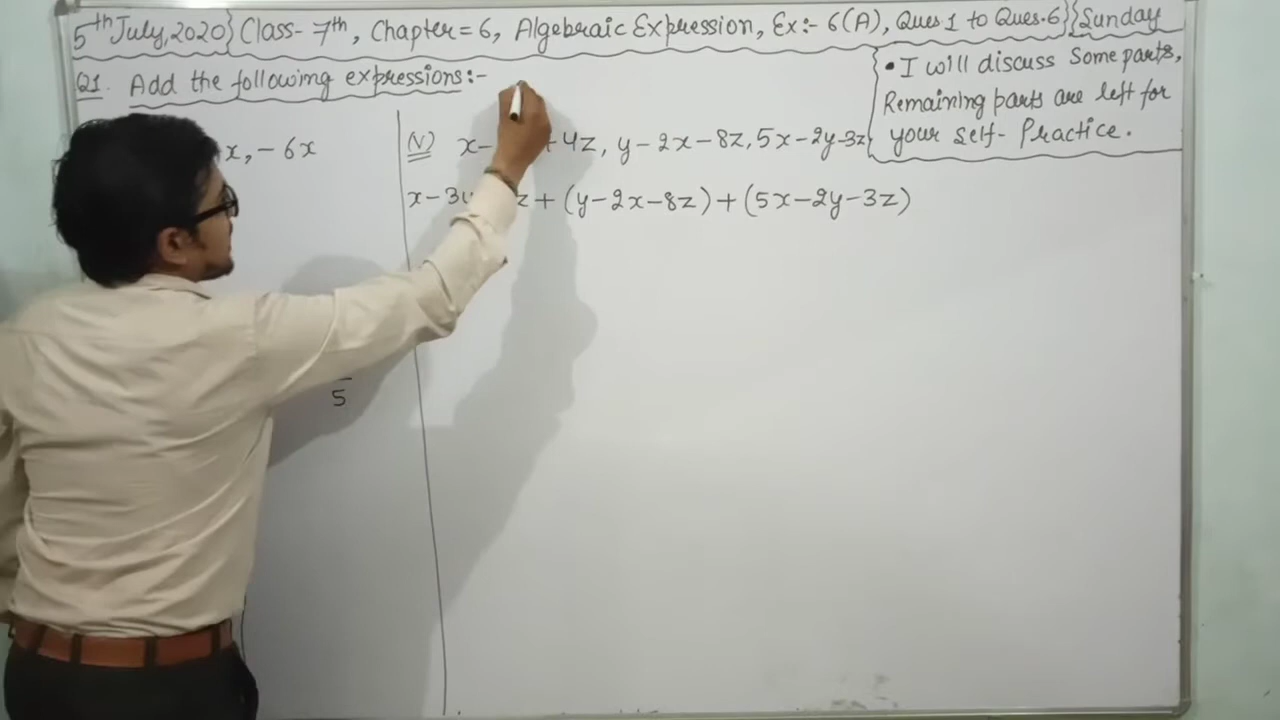 5th July, 2020} Class- 7th, Chapter = 6, Algebraic Expression, Ex:- 6(A), Ques 1 to Ques.6} {Sunday
Q1. Add the following expressions:-
• I will discuss Some parts,
Remaining parts are left for
your self- Practice.
x, - 6x
(V) x- +4z, y-2x-8z, 5x-2y-3z
x-3y z + (y-2x-8z) + (5x-2y-3z)
5